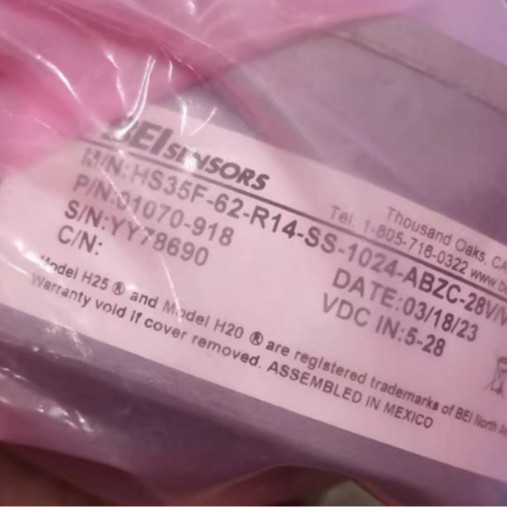 BEI SENSORS
Thousand Oaks, CA
Tel. 1-805-716-0322 www.b
M/N:HS35F-62-R14-SS-1024-ABZC-28V/V
P/N:01070-918
DATE:03/18/23
S/N:YY78690
VDC IN:5-28
C/N:
Model H25 ® and Model H20 ® are registered trademarks of BEI North A
Warranty void if cover removed. ASSEMBLED IN MEXICO